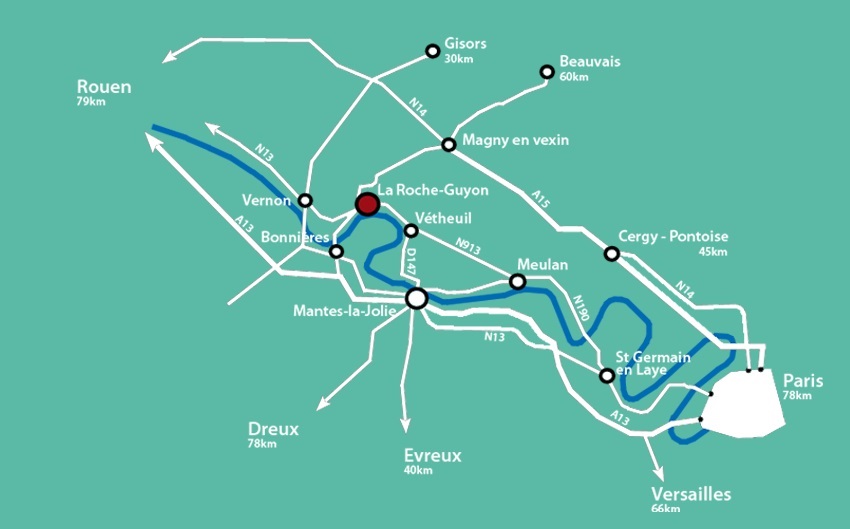 Gisors
30km
Beauvais
60km
Rouen
79km
N14
Magny en vexin
N13
La Roche-Guyon
Vernon
A15
Vétheuil
A13
Bonnières
N913
Cergy - Pontoise
45km
D147
Meulan
N14
Mantes-la-Jolie
N190
N13
St Germain
en Laye
Paris
78km
A13
Dreux
78km
Evreux
40km
Versailles
66km